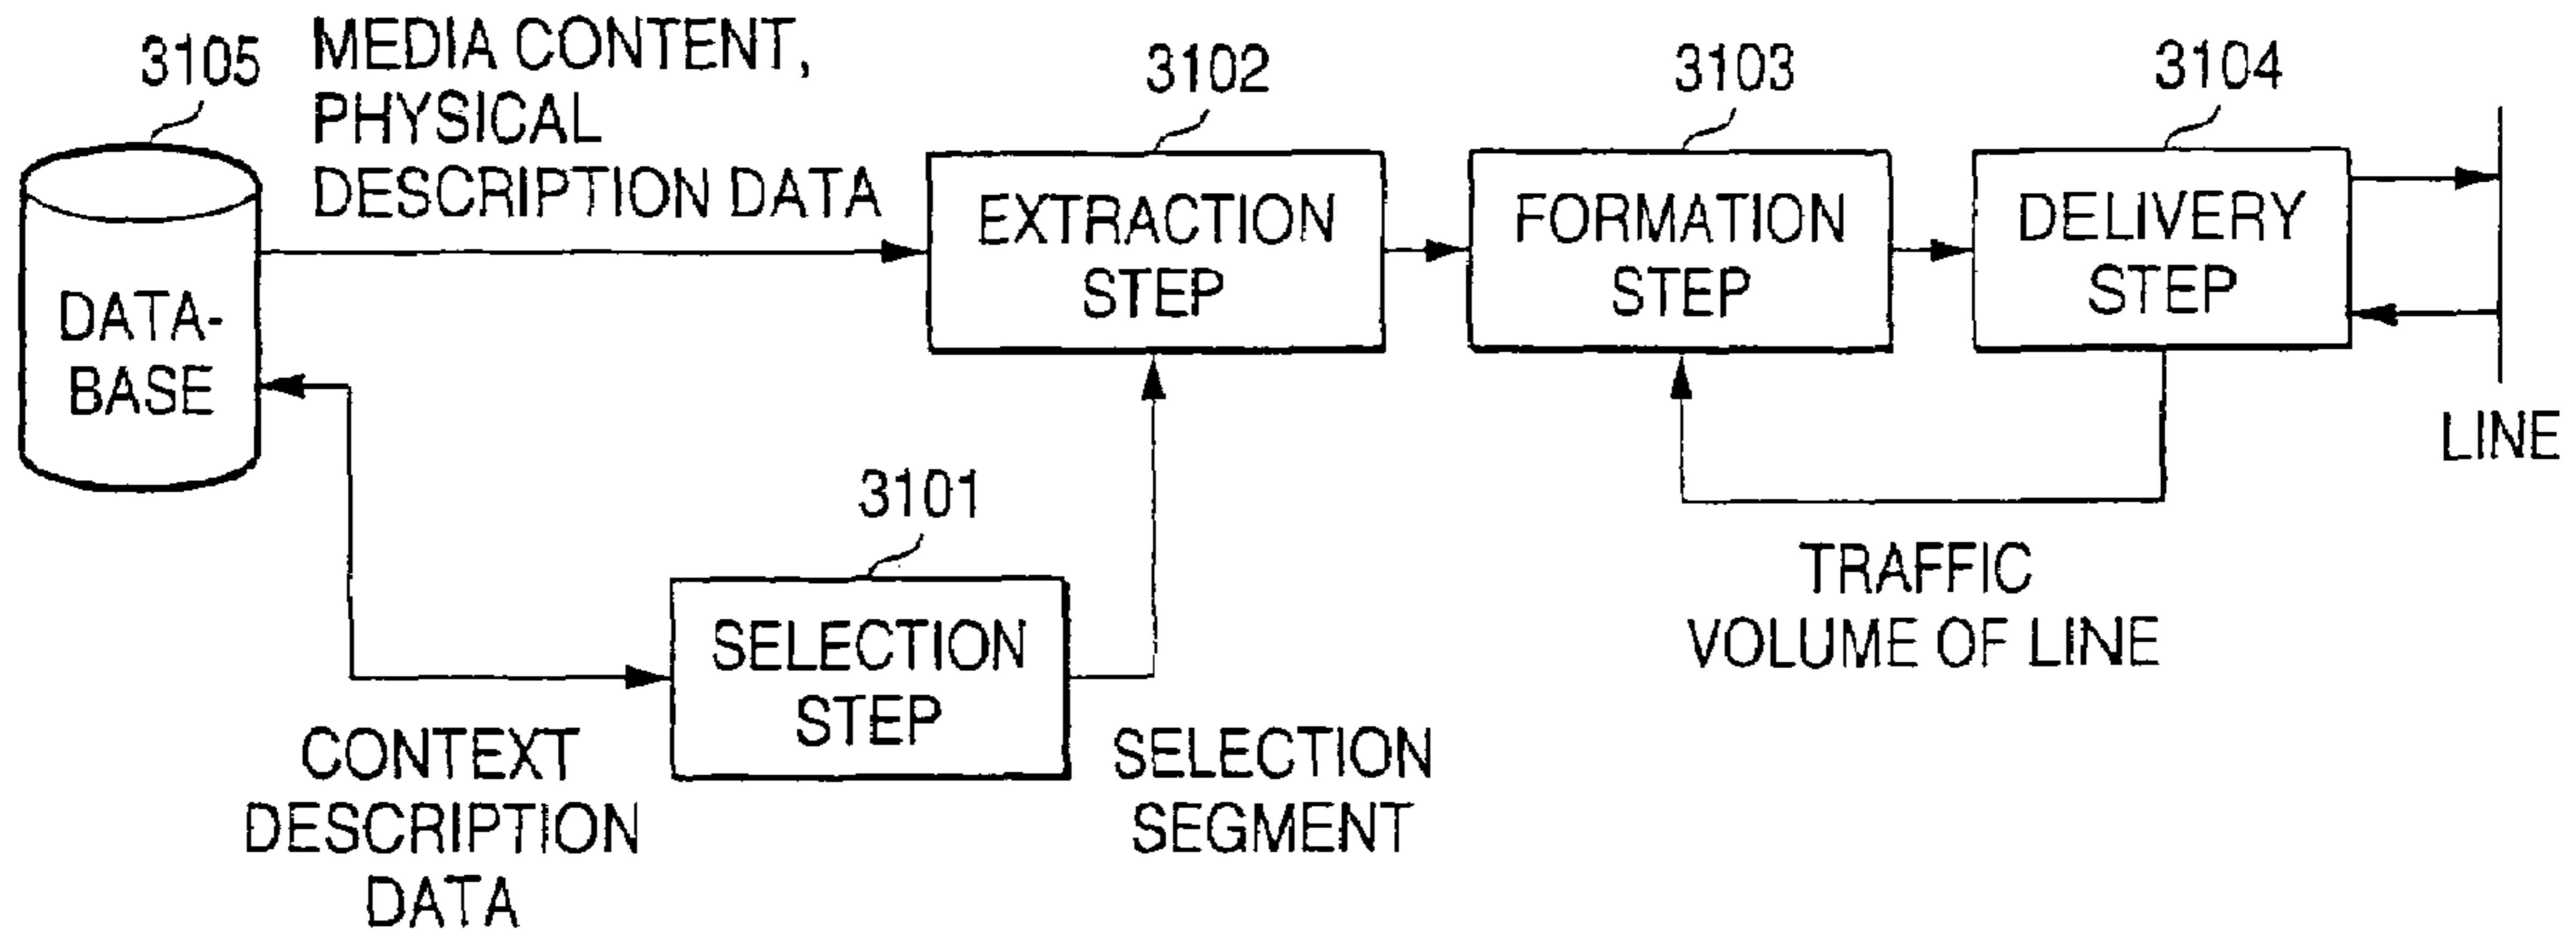 3105
MEDIA CONTENT,
PHYSICAL
DESCRIPTION DATA
3102
3103
3104
DATA-
BASE
EXTRACTION
STEP
FORMATION
STEP
DELIVERY
STEP
LINE
3101
SELECTION
STEP
TRAFFIC
VOLUME OF LINE
CONTEXT
DESCRIPTION
DATA
SELECTION
SEGMENT